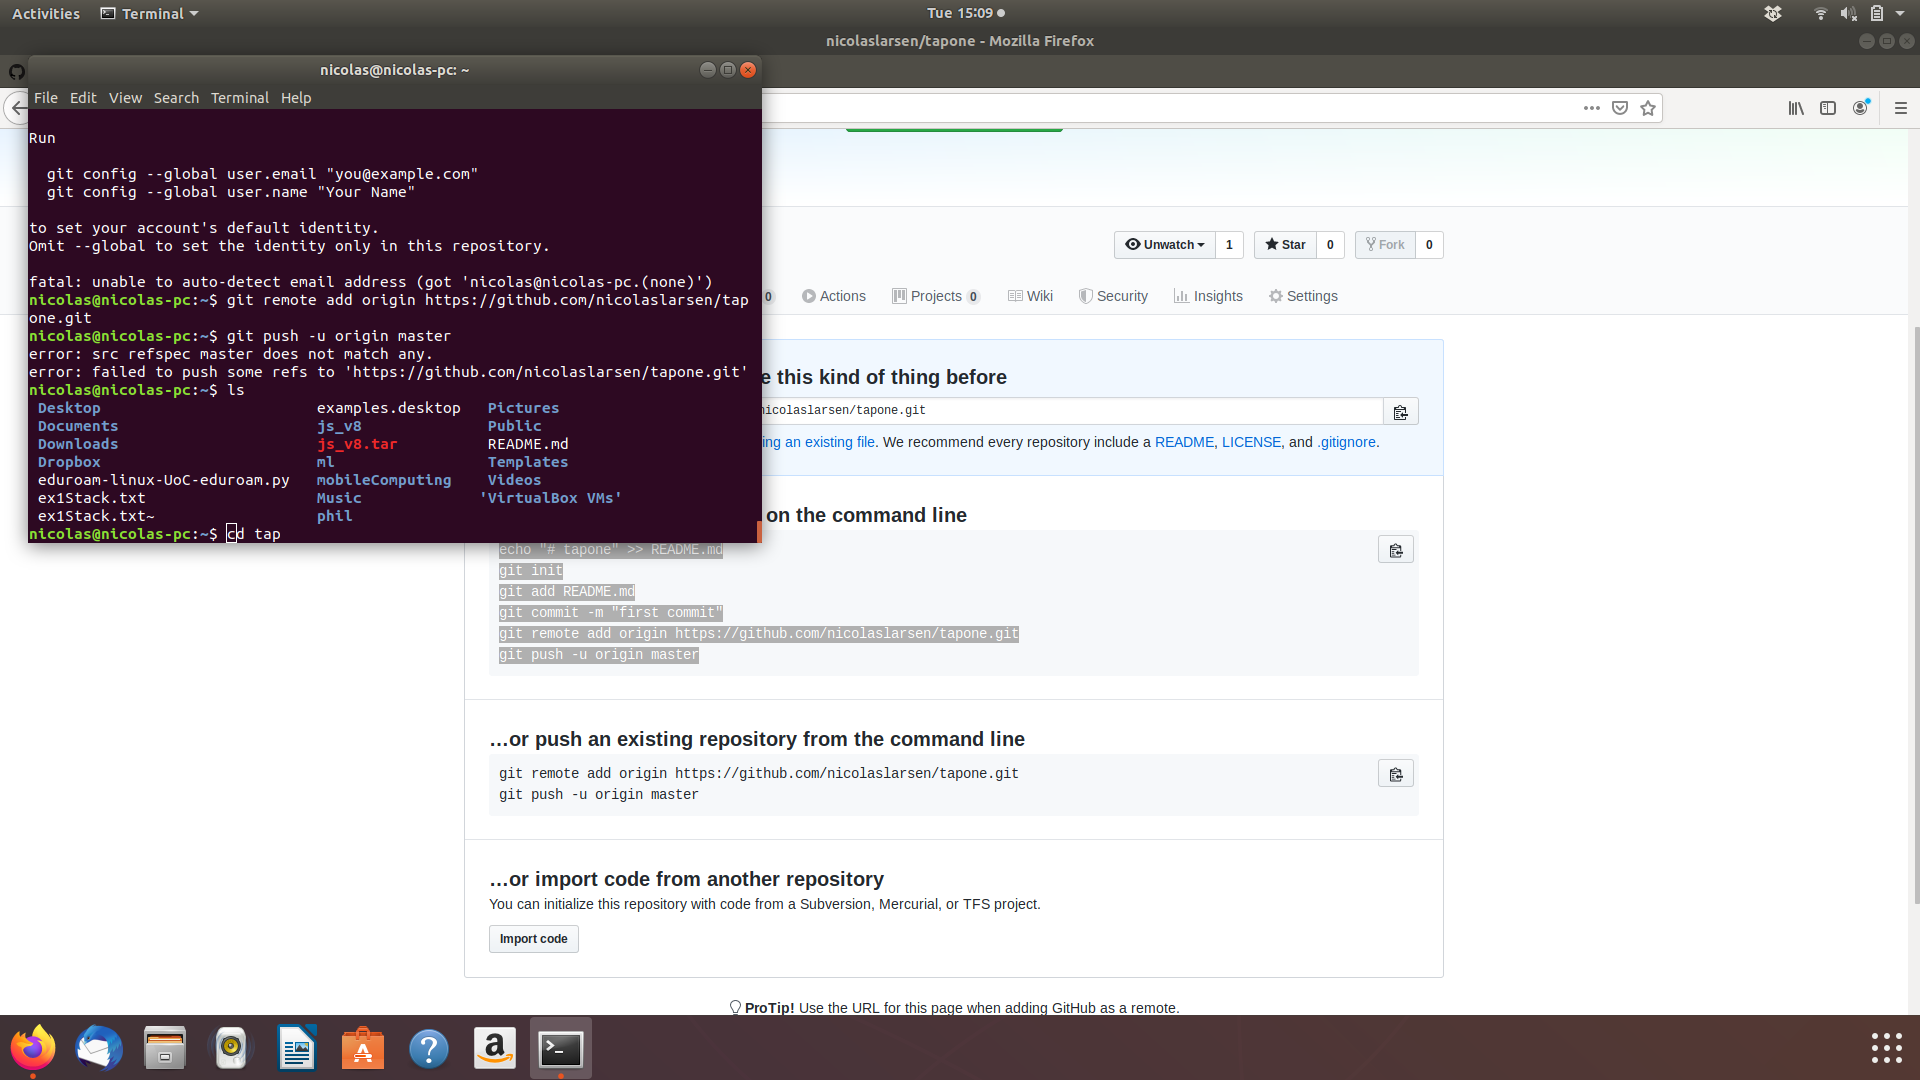 Activities
Terminal
Tue 15:09
nicolaslarsen/tapone - Mozilla Firefox
nicolas@nicolas-pc: ~
File Edit View Search Terminal Help
Run
git config --global user.email "you@example.com"
git config --global user.name "Your Name"
to set your account's default identity.
Omit --global to set the identity only in this repository.
fatal: unable to auto-detect email address (got 'nicolas@nicolas-pc.(none)')
nicolas@nicolas-pc:~$ git remote add origin https://github.com/nicolaslarsen/tap
one.git
nicolas@nicolas-pc:~$ git push -u origin master
error: src refspec master does not match any.
error: failed to push some refs to 'https://github.com/nicolaslarsen/tapone.git'
nicolas@nicolas-pc:~$ ls
Desktop examples.desktop Pictures
Documents js_v8 Public
Downloads js_v8.tar README.md
Dropbox ml Templates
eduroam-linux-UoC-eduroam.py mobileComputing Videos
ex1Stack.txt Music 'VirtualBox VMs'
ex1Stack.txt~ phil
nicolas@nicolas-pc:~$ cd tap
Unwatch 1 Star 0 Fork 0
0 Actions Projects 0 Wiki Security Insights Settings
e this kind of thing before
nicolaslarsen/tapone.git
ing an existing file. We recommend every repository include a README, LICENSE, and .gitignore.
on the command line
echo "# tapone" >> README.md
git init
git add README.md
git commit -m "first commit"
git remote add origin https://github.com/nicolaslarsen/tapone.git
git push -u origin master
…or push an existing repository from the command line
git remote add origin https://github.com/nicolaslarsen/tapone.git
git push -u origin master
…or import code from another repository
You can initialize this repository with code from a Subversion, Mercurial, or TFS project.
Import code
ProTip! Use the URL for this page when adding GitHub as a remote.